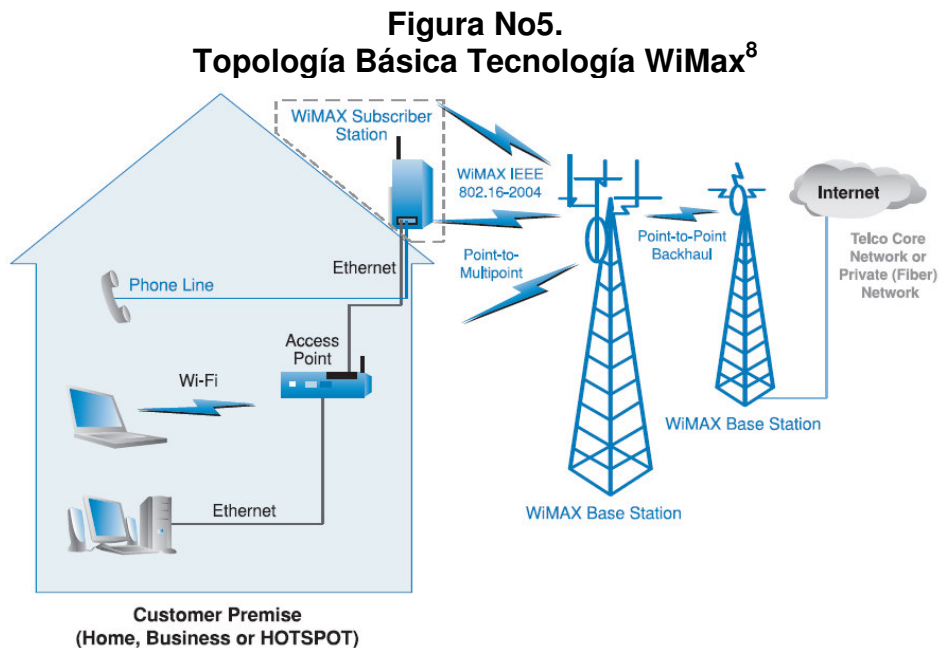 Figura No5.
Topología Básica Tecnología WiMax8
WiMAX Subscriber
Station
WiMAX IEEE
802.16-2004
Internet
Point-to-Point
Backhaul
Telco Core
Network or
Private (Fiber)
Network
Point-to-
Multipoint
Ethernet
Phone Line
Access
Point
Wi-Fi
WiMAX Base Station
Ethernet
WiMAX Base Station
Customer Premise
(Home, Business or HOTSPOT)